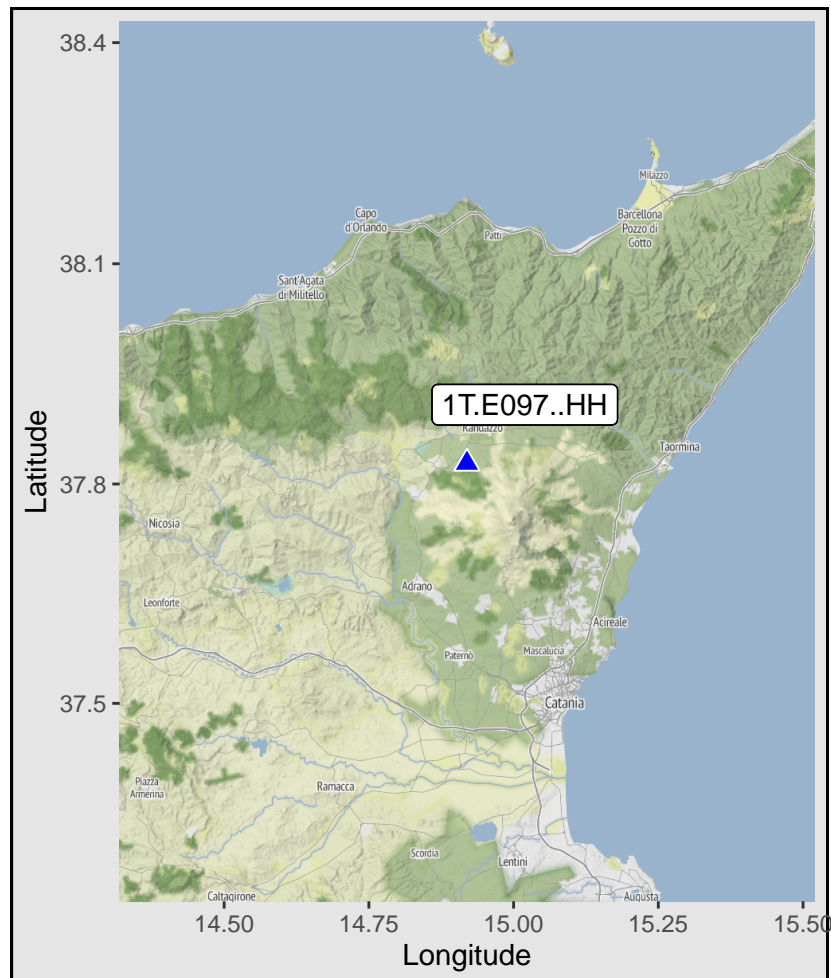 38.4
Milazzo
Capo
d'Orlando
Patti
Barcellona
Pozzo di
Gotto
38.1
Sant'Agata
di Militello
1T.E097..HH
Randazzo
Taormina
37.8
Latitude
Nicosia
Adrano
Leonforte
Acireale
Paternò
Mascalucia
37.5
Catania
Piazza
Armerina
Ramacca
Scordia
Lentini
Caltagirone
Augusta
14.50
14.75
15.00
15.25
15.50
Longitude